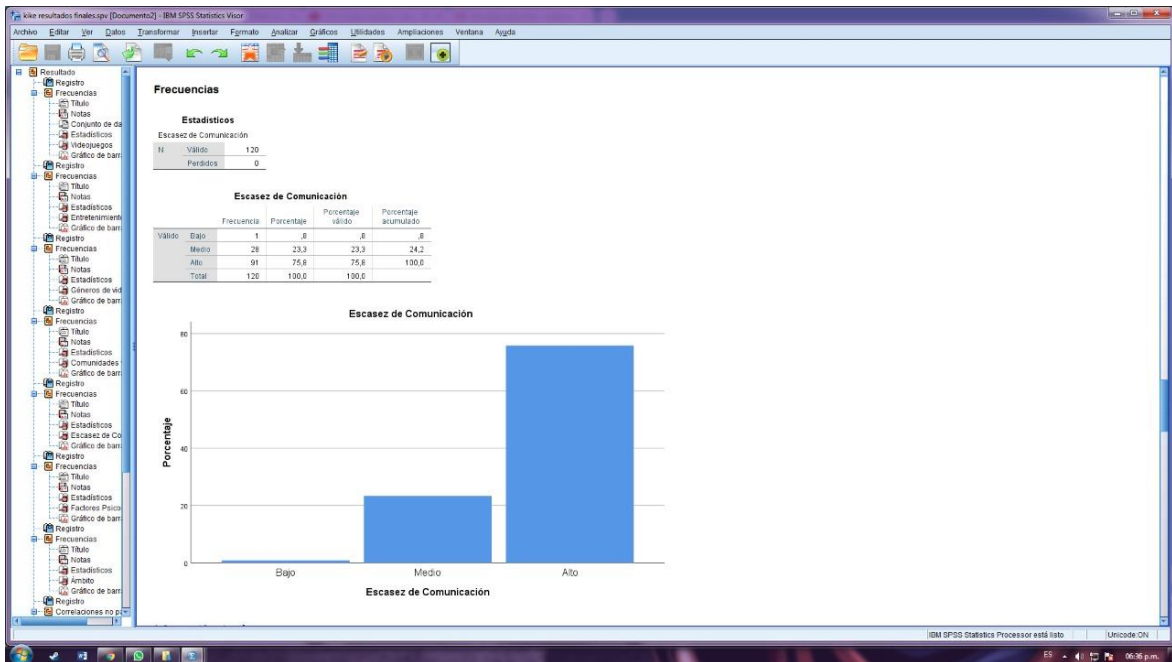 kike resultados finales.spv [Documento2] - IBM SPSS Statistics Visor
Archivo Editar Ver Datos Transformar Insertar Formato Analizar Gráficos Utilidades Ampliaciones Ventana Ayuda
Resultado
Registro
Frecuencias
Título
Notas
Conjunto de da
Estadísticos
Videojuegos
Gráfico de barr
Registro
Frecuencias
Título
Notas
Estadísticos
Entretenimient
Gráfico de barr
Registro
Frecuencias
Título
Notas
Estadísticos
Géneros de vid
Gráfico de barr
Registro
Frecuencias
Título
Notas
Estadísticos
Comunidades
Gráfico de barr
Registro
Frecuencias
Título
Notas
Estadísticos
Escasez de Co
Gráfico de barr
Registro
Frecuencias
Título
Notas
Estadísticos
Factores Psico
Gráfico de barr
Registro
Frecuencias
Título
Notas
Estadísticos
Ámbito
Gráfico de barr
Registro
Correlaciones no p
Frecuencias
Estadísticos
Escasez de Comunicación
N Válido 120
Perdidos 0
Escasez de Comunicación
Frecuencia Porcentaje Porcentaje válido Porcentaje acumulado
Válido Bajo 1 ,8 ,8 ,8
Medio 28 23,3 23,3 24,2
Alto 91 75,8 75,8 100,0
Total 120 100,0 100,0
Escasez de Comunicación
Porcentaje
80
60
40
20
0
Bajo Medio Alto
Escasez de Comunicación
IBM SPSS Statistics Processor está listo Unicode:ON
ES 06:36 p.m.